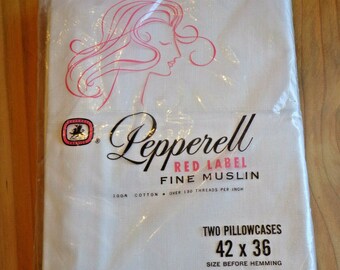 ®
Pepperell
RED LABEL
FINE MUSLIN
100% COTTON • OVER 130 THREADS PER INCH
TWO PILLOWCASES
42 x 36
SIZE BEFORE HEMMING